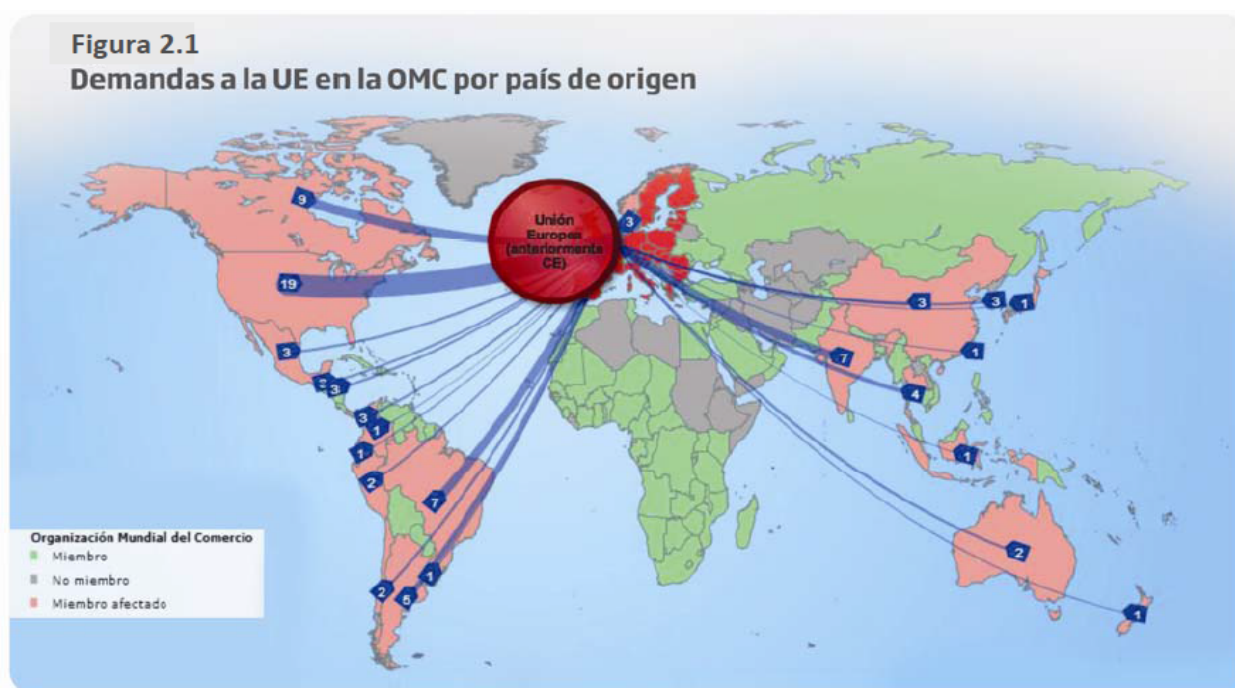 Figura 2.1
Demandas a la UE en la OMC por país de origen
9
3
Unión
Europea
(anteriormente
CE)
19
3
3
1
3
7
1
3
4
3
1
1
1
2
7
2
2
1
5
1
Organización Mundial del Comercio
Miembro
No miembro
Miembro afectado